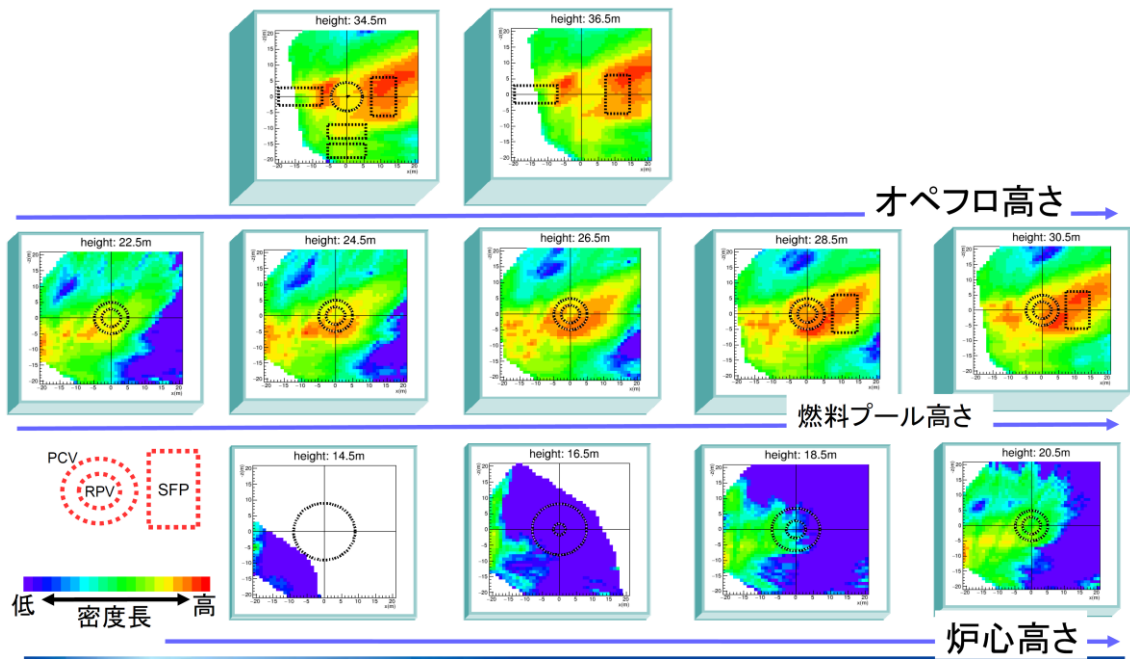 height: 34.5m
height: 36.5m
オペフロ高さ
height: 22.5m
height: 24.5m
height: 26.5m
height: 28.5m
height: 30.5m
燃料プール高さ
PCV
RPV
SFP
height: 14.5m
height: 16.5m
height: 18.5m
height: 20.5m
低 密度長 高
炉心高さ